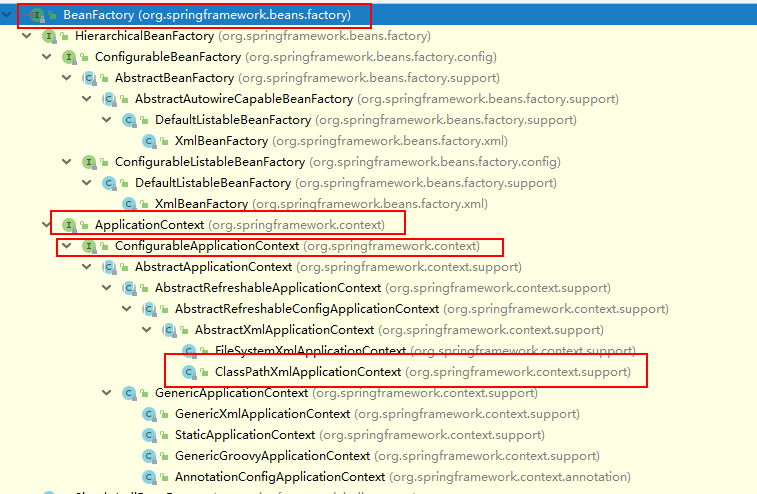 BeanFactory (org.springframework.beans.factory)
HierarchicalBeanFactory (org.springframework.beans.factory)
ConfigurableBeanFactory (org.springframework.beans.factory.config)
AbstractBeanFactory (org.springframework.beans.factory.support)
AbstractAutowireCapableBeanFactory (org.springframework.beans.factory.support)
DefaultListableBeanFactory (org.springframework.beans.factory.support)
XmlBeanFactory (org.springframework.beans.factory.xml)
ConfigurableListableBeanFactory (org.springframework.beans.factory.config)
DefaultListableBeanFactory (org.springframework.beans.factory.support)
XmlBeanFactory (org.springframework.beans.factory.xml)
ApplicationContext (org.springframework.context)
ConfigurableApplicationContext (org.springframework.context)
AbstractApplicationContext (org.springframework.context.support)
AbstractRefreshableApplicationContext (org.springframework.context.support)
AbstractRefreshableConfigApplicationContext (org.springframework.context.support)
AbstractXmlApplicationContext (org.springframework.context.support)
FileSystemXmlApplicationContext (org.springframework.context.support)
ClassPathXmlApplicationContext (org.springframework.context.support)
GenericApplicationContext (org.springframework.context.support)
GenericXmlApplicationContext (org.springframework.context.support)
StaticApplicationContext (org.springframework.context.support)
GenericGroovyApplicationContext (org.springframework.context.support)
AnnotationConfigApplicationContext (org.springframework.context.annotation)